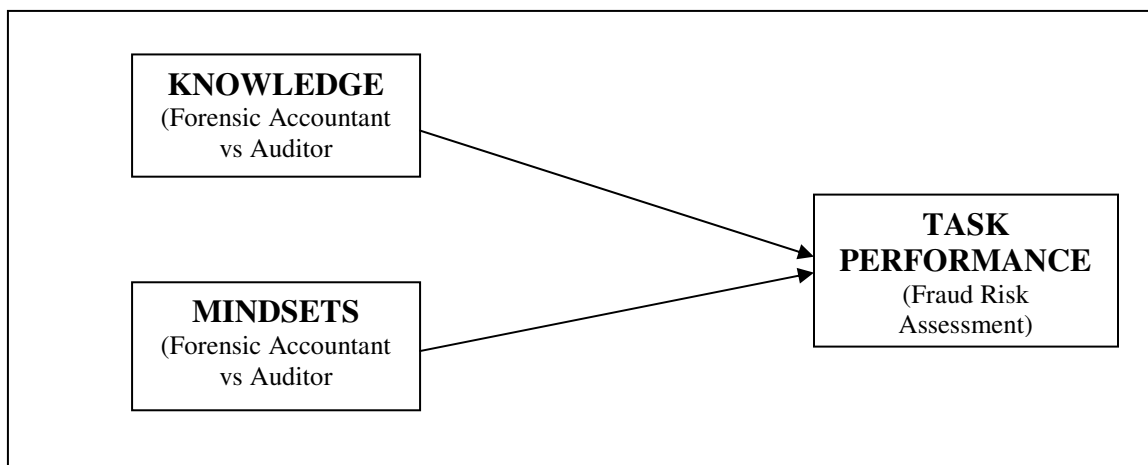 KNOWLEDGE
(Forensic Accountant
vs Auditor
MINDSETS
(Forensic Accountant
vs Auditor
TASK
PERFORMANCE
(Fraud Risk
Assessment)